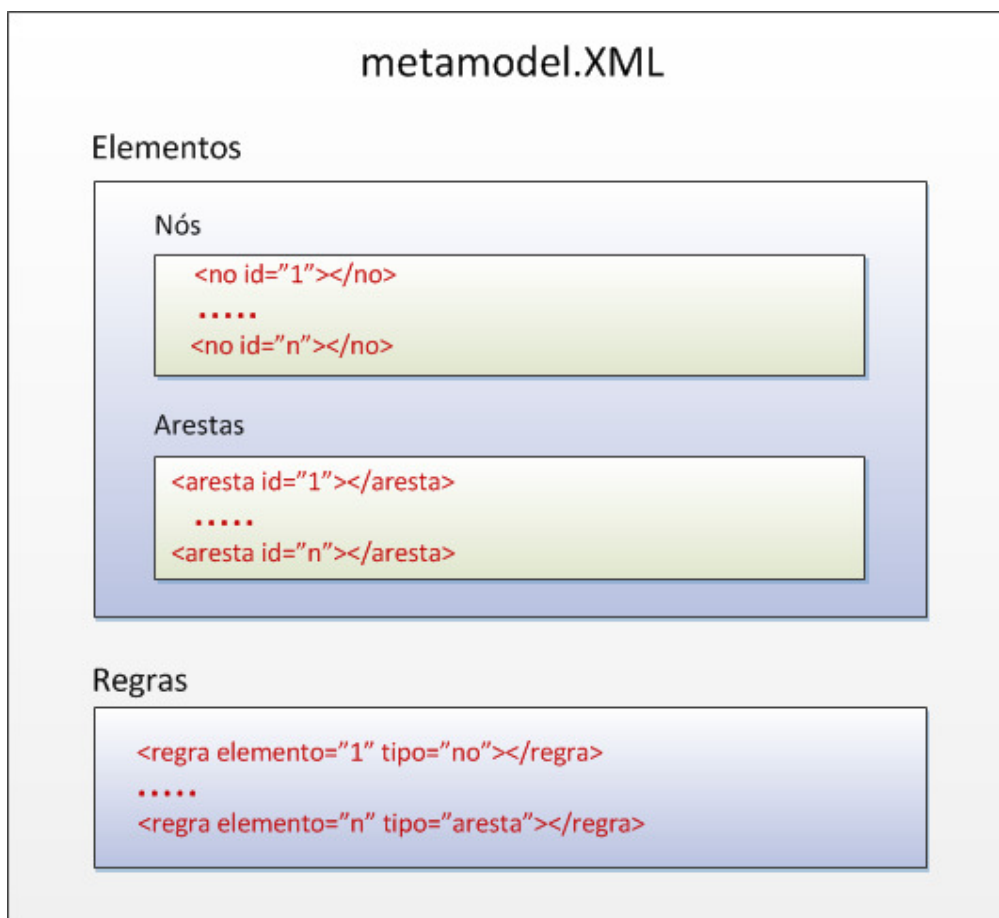 metamodel.XML
Elementos
Nós
<no id=”1”></no>
.....
<no id=”n”></no>
Arestas
<aresta id=”1”></aresta>
.....
<aresta id=”n”></aresta>
Regras
<regra elemento=”1” tipo=”no”></regra>
.....
<regra elemento=”n” tipo=”aresta”></regra>